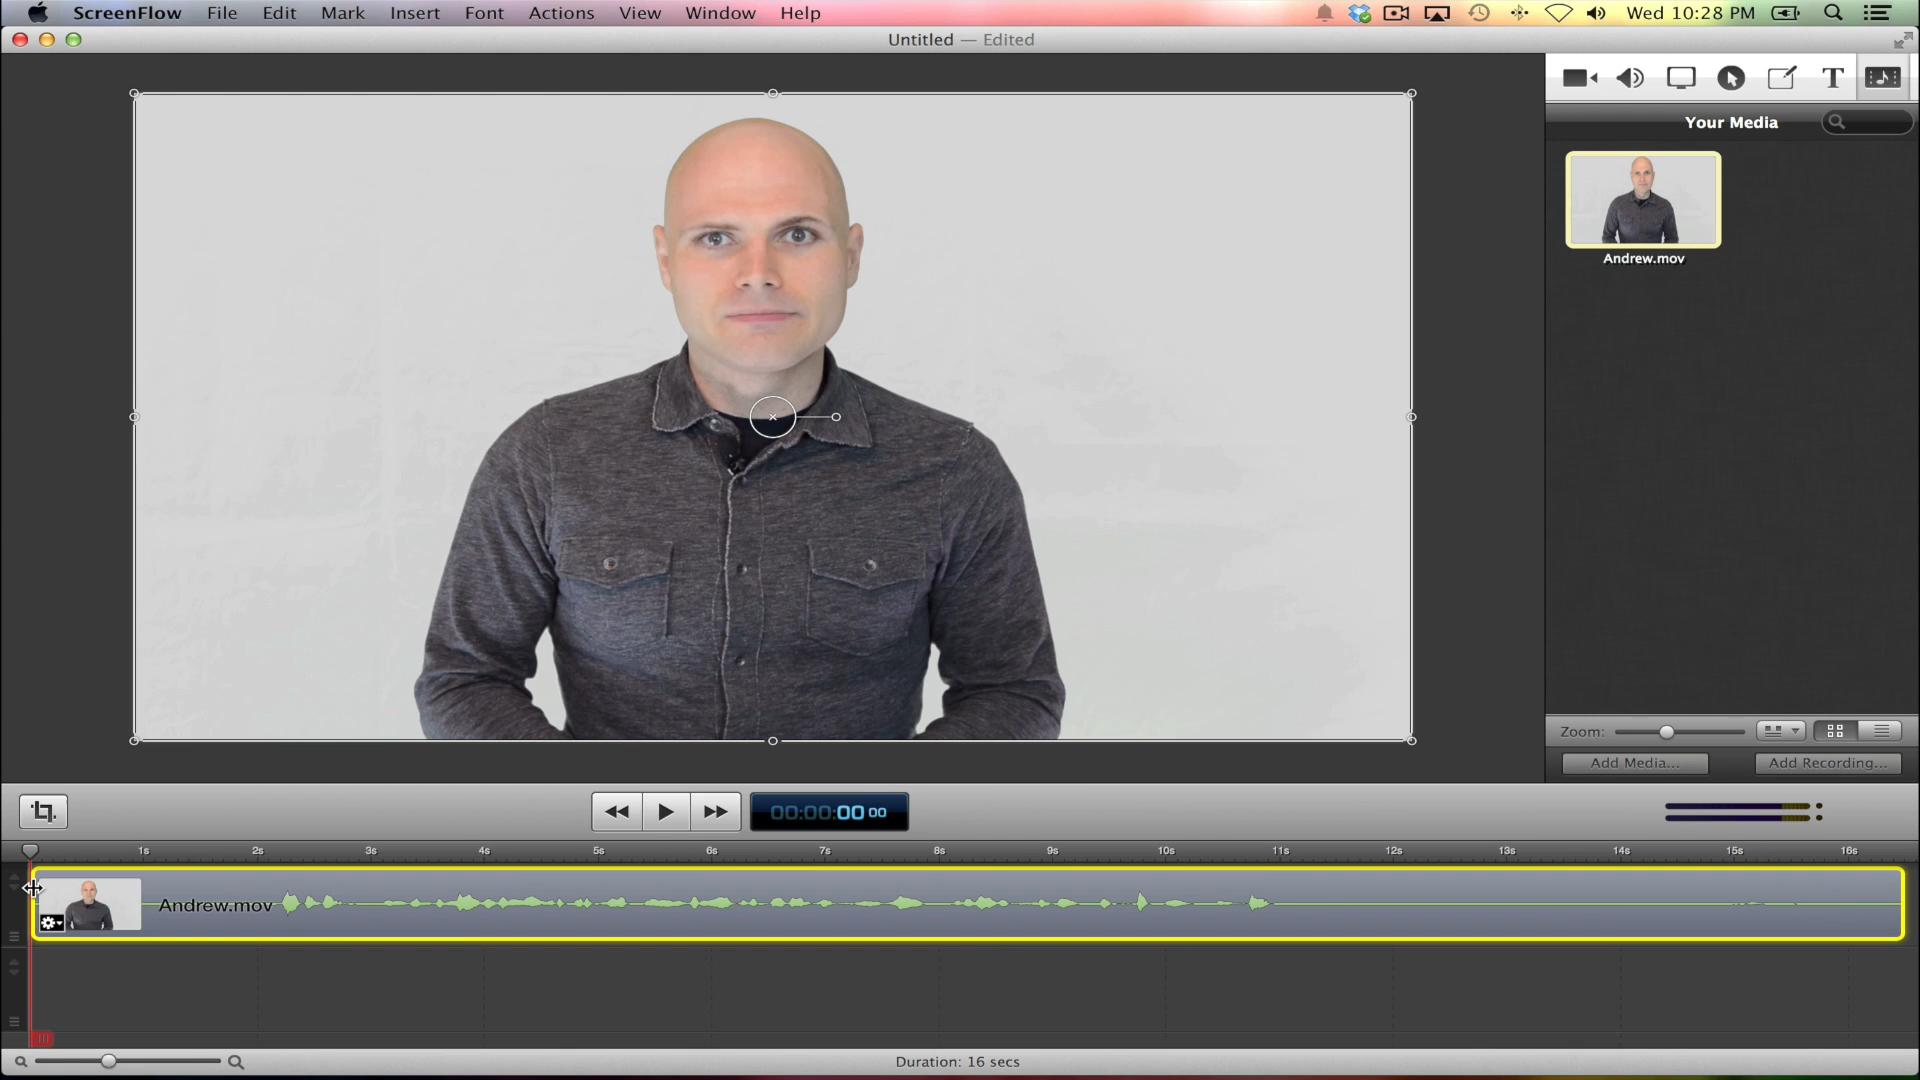 ScreenFlow File Edit Mark Insert Font Actions View Window Help Wed 10:28 PM
Untitled — Edited
T
Your Media
Andrew.mov
Zoom:
Add Media... Add Recording...
00:00:00 00
1s 2s 3s 4s 5s 6s 7s 8s 9s 10s 11s 12s 13s 14s 15s 16s
Andrew.mov
Duration: 16 secs